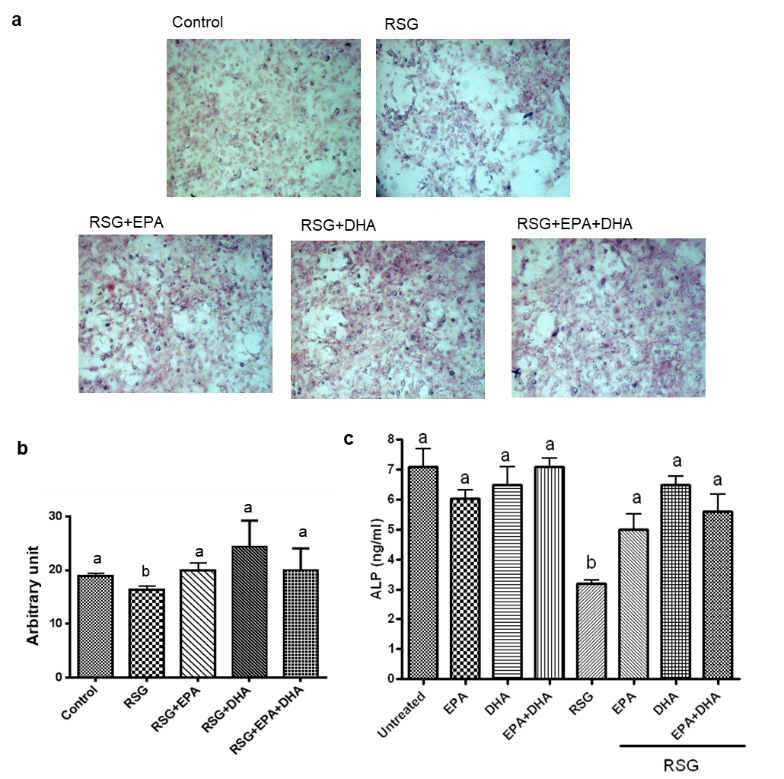 a
Control
RSG
RSG+EPA
RSG+DHA
RSG+EPA+DHA
b
Arbitrary unit
30
20
10
0
a
b
a
a
a
Control
RSG
RSG+EPA
RSG+DHA
RSG+EPA+DHA
c
ALP (ng/ml)
8
7
6
5
4
3
2
1
0
a
a
a
a
b
a
a
a
Untreated
EPA
DHA
EPA+DHA
RSG
EPA
DHA
EPA+DHA
RSG